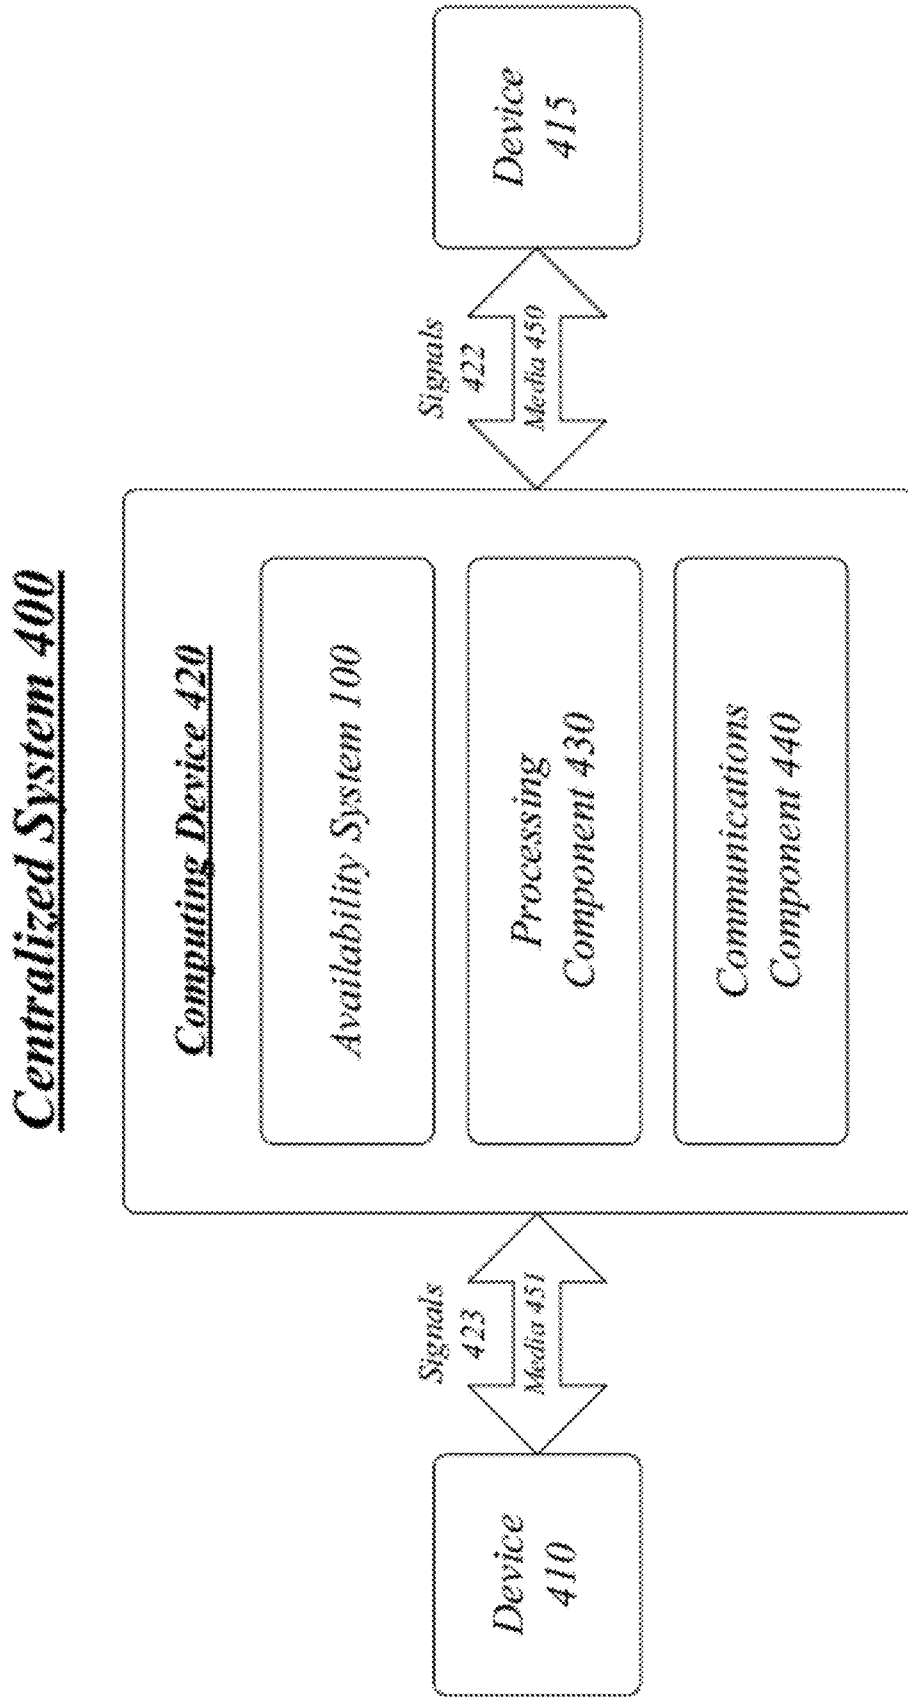 Centralized System 400
Computing Device 420
Availability System 100
Processing
Component 430
Communications
Component 440
Device
410
Signals
423
Media 451
Signals
422
Media 450
Device
415